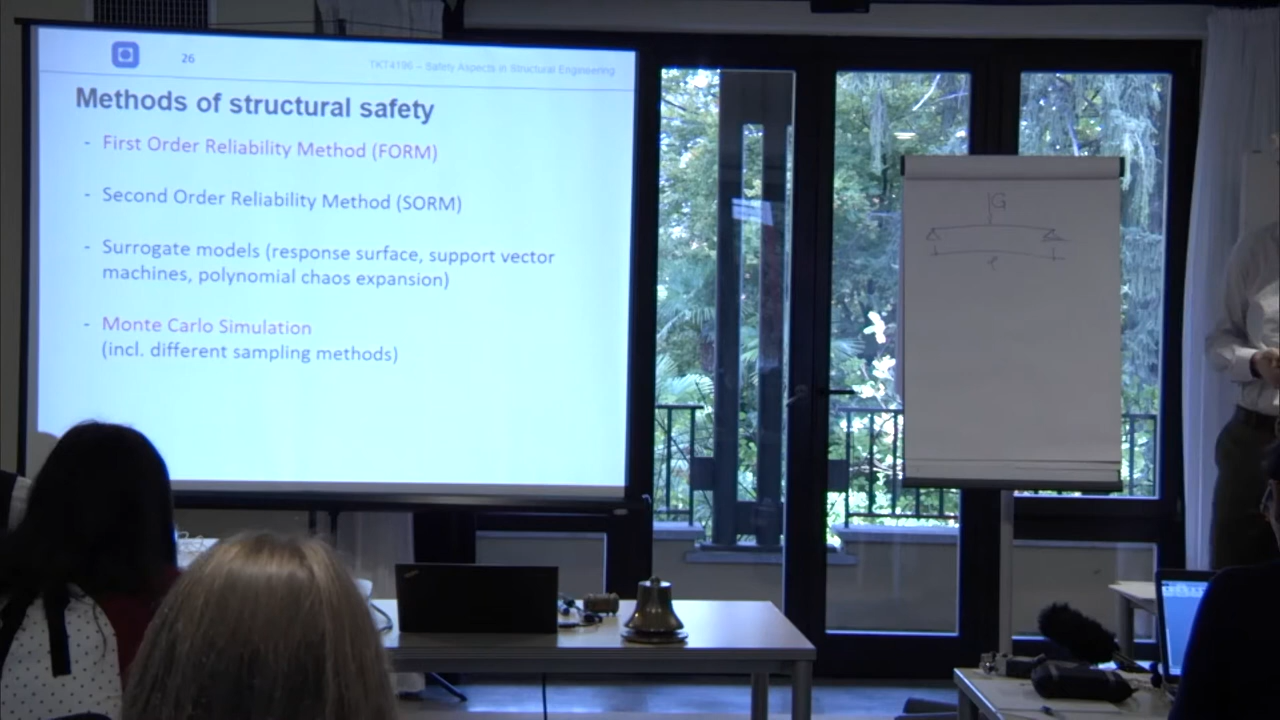 26
TKT4196 – Safety Aspects in Structural Engineering
Methods of structural safety
- First Order Reliability Method (FORM)
- Second Order Reliability Method (SORM)
- Surrogate models (response surface, support vector
machines, polynomial chaos expansion)
- Monte Carlo Simulation
(incl. different sampling methods)
G